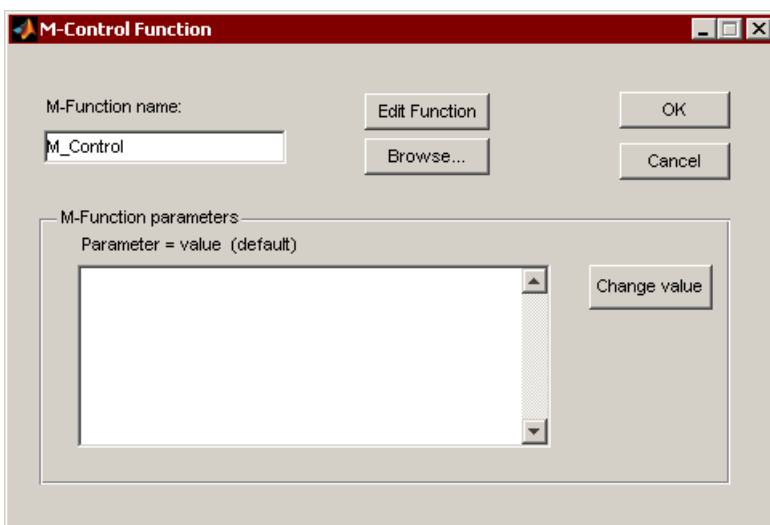 M-Control Function
M-Function name:
M_Control
Edit Function
Browse...
OK
Cancel
M-Function parameters
Parameter = value (default)
Change value